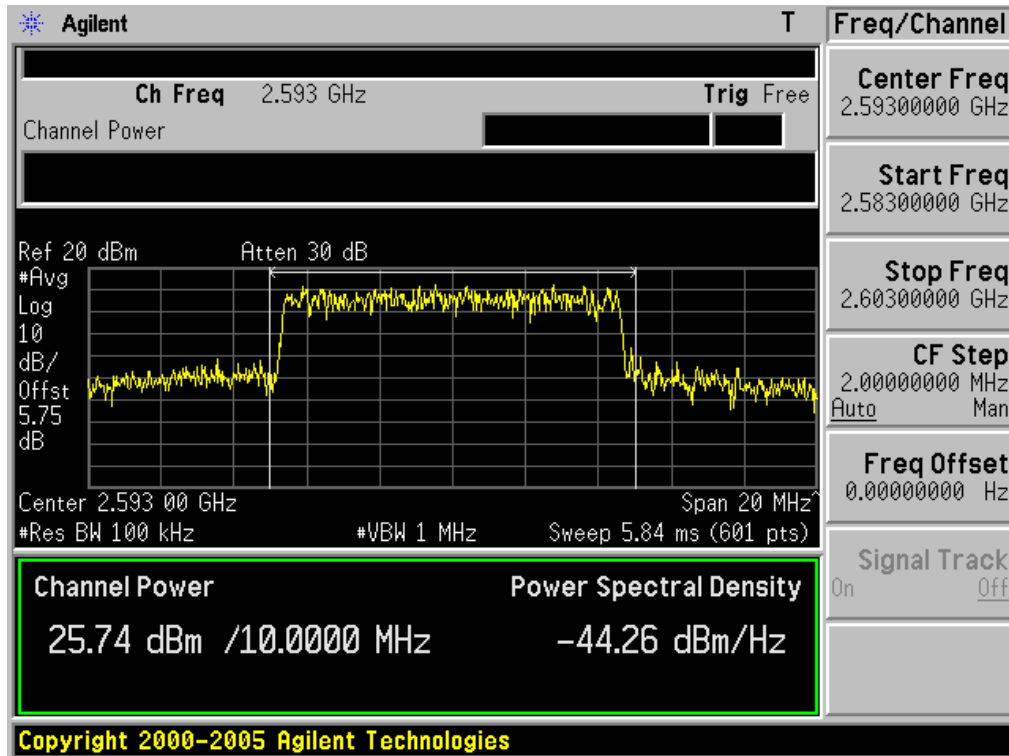 Agilent T
Ch Freq 2.593 GHz Trig Free
Channel Power
Ref 20 dBm Atten 30 dB
#Avg
Log
10
dB/
Offst
5.75
dB
Center 2.593 00 GHz Span 20 MHz^
#Res BW 100 kHz #VBW 1 MHz Sweep 5.84 ms (601 pts)
Channel Power Power Spectral Density
25.74 dBm /10.0000 MHz -44.26 dBm/Hz
Copyright 2000-2005 Agilent Technologies
Freq/Channel
Center Freq
2.59300000 GHz
Start Freq
2.58300000 GHz
Stop Freq
2.60300000 GHz
CF Step
2.00000000 MHz
Auto Man
Freq Offset
0.00000000 Hz
Signal Track
On Off